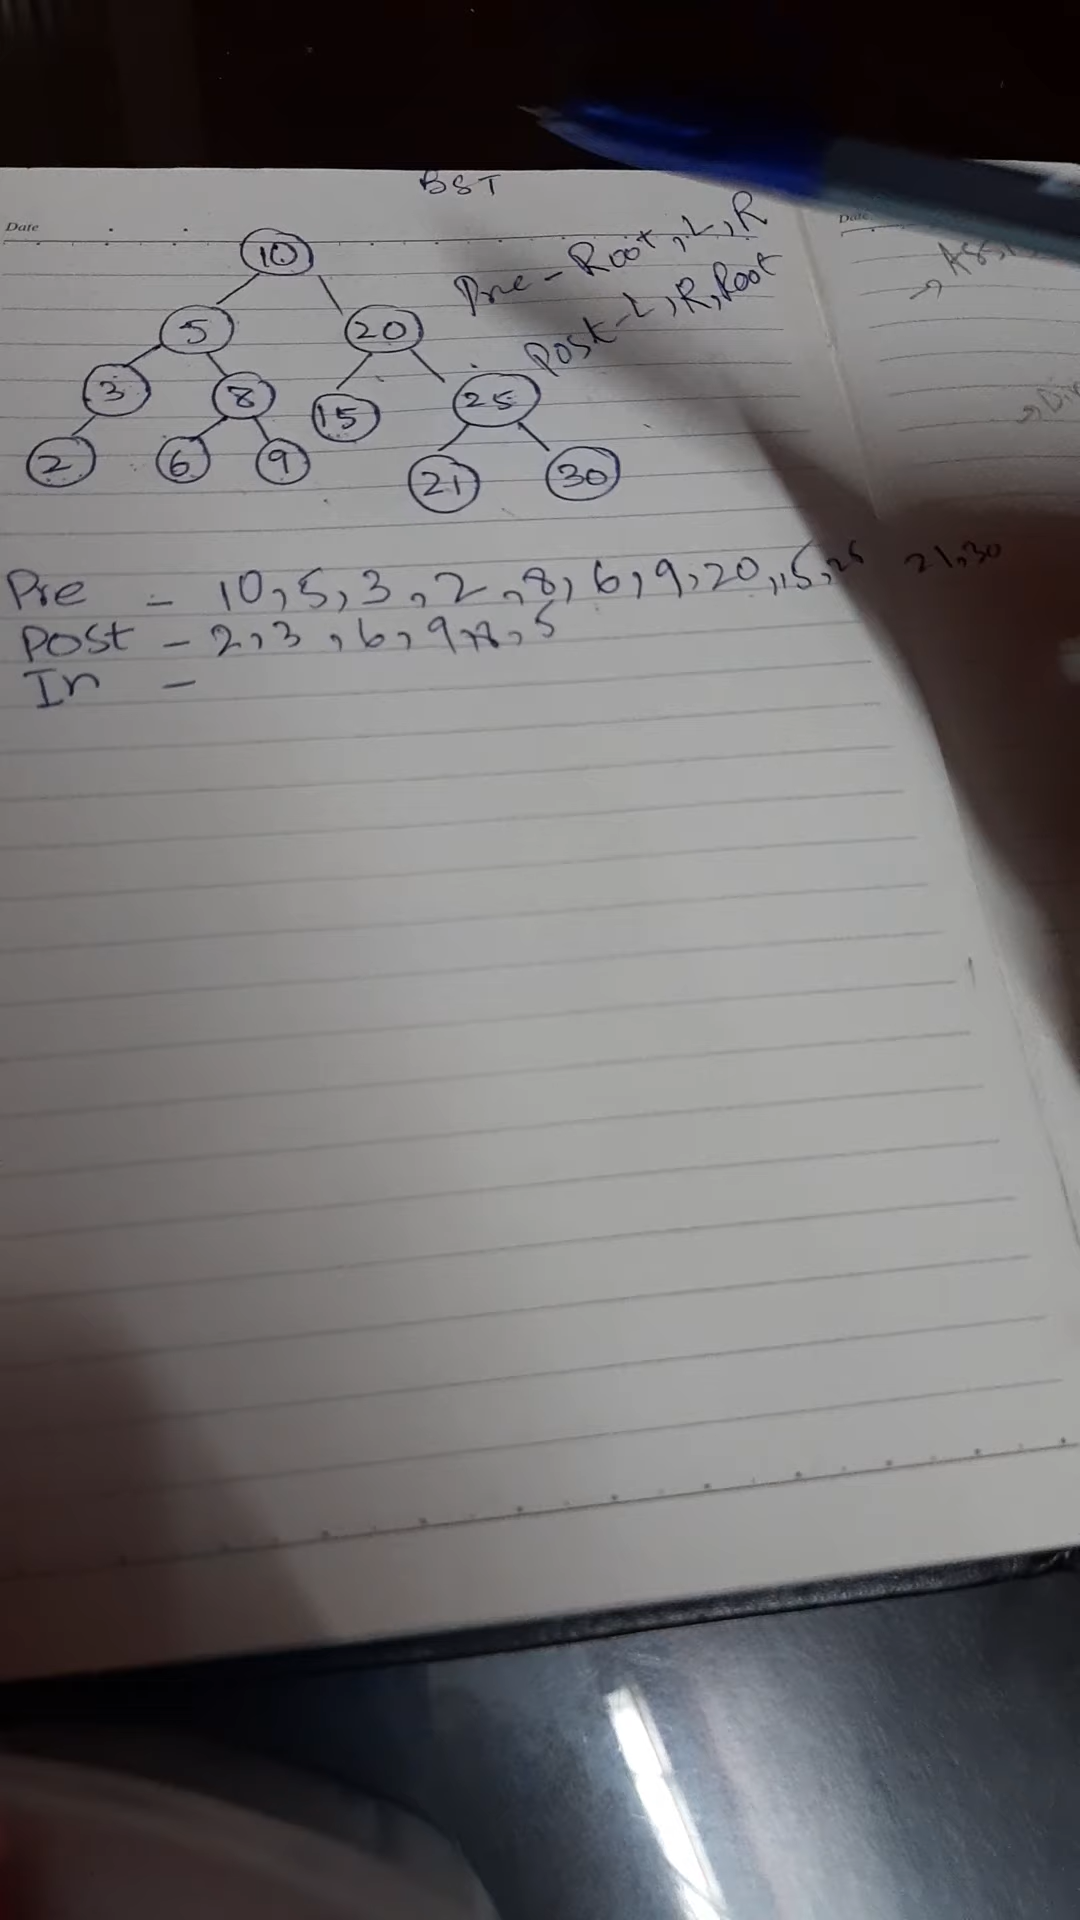 BST
Date
Date
10
Pre - Root, L, R
5
20
Post - L, R, Root
3
8
15
25
2
6
9
21
30
Pre - 10, 5, 3, 2, 8, 6, 9, 20, 15, 25 21, 30
Post - 2, 3, 6, 9, 8, 5
In -